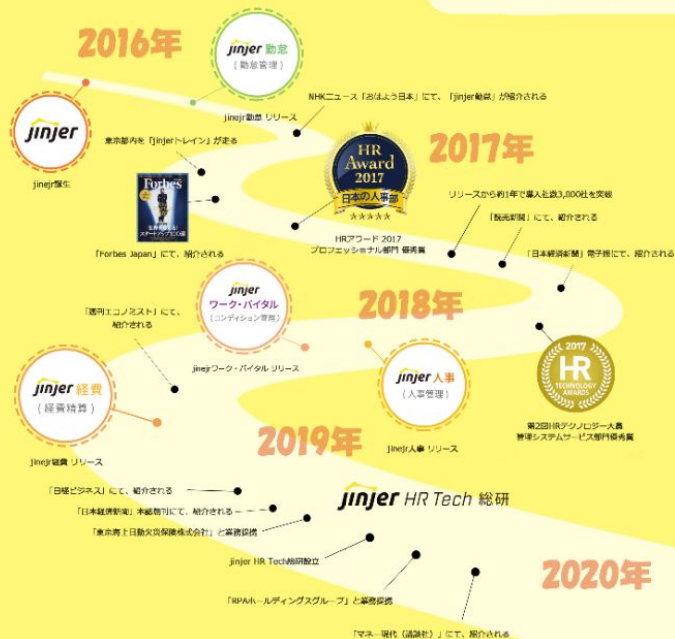 2016年
jinjer 勤怠
(勤怠管理)
jinejr勤怠 リリース
NHKニュース「おはよう日本」にて、「jinjer勤怠」が紹介される
jinjer
jinejr誕生
東京都内を「jinjerトレイン」が走る
Forbes
「Forbes Japan」にて、紹介される
HR
Award
2017
日本の人事部
HRアワード 2017
プロフェッショナル部門 優秀賞
2017年
リリースから約1年で導入社数3,000社を突破
「読売新聞」にて、紹介される
「日本経済新聞」電子版にて、紹介される
2017
HR
TECHNOLOGY
AWARDS
第2回HRテクノロジー大賞
管理システムサービス部門優秀賞
2018年
jinjer
ワーク・バイタル
(コンディション管理)
jinejrワーク・バイタル リリース
「週刊エコノミスト」にて、
紹介される
jinjer 人事
(人事管理)
jinejr人事 リリース
jinjer 経費
(経費精算)
jinejr経費 リリース
2019年
「日経ビジネス」にて、紹介される
「日本経済新聞」本誌朝刊にて、紹介される
「東京海上日動火災保険株式会社」と業務提携
jinjer HR Tech 総研
jinjer HR Tech総研設立
2020年
「RPAホールディングスグループ」と業務提携
「マネー現代（講談社）」にて、紹介される